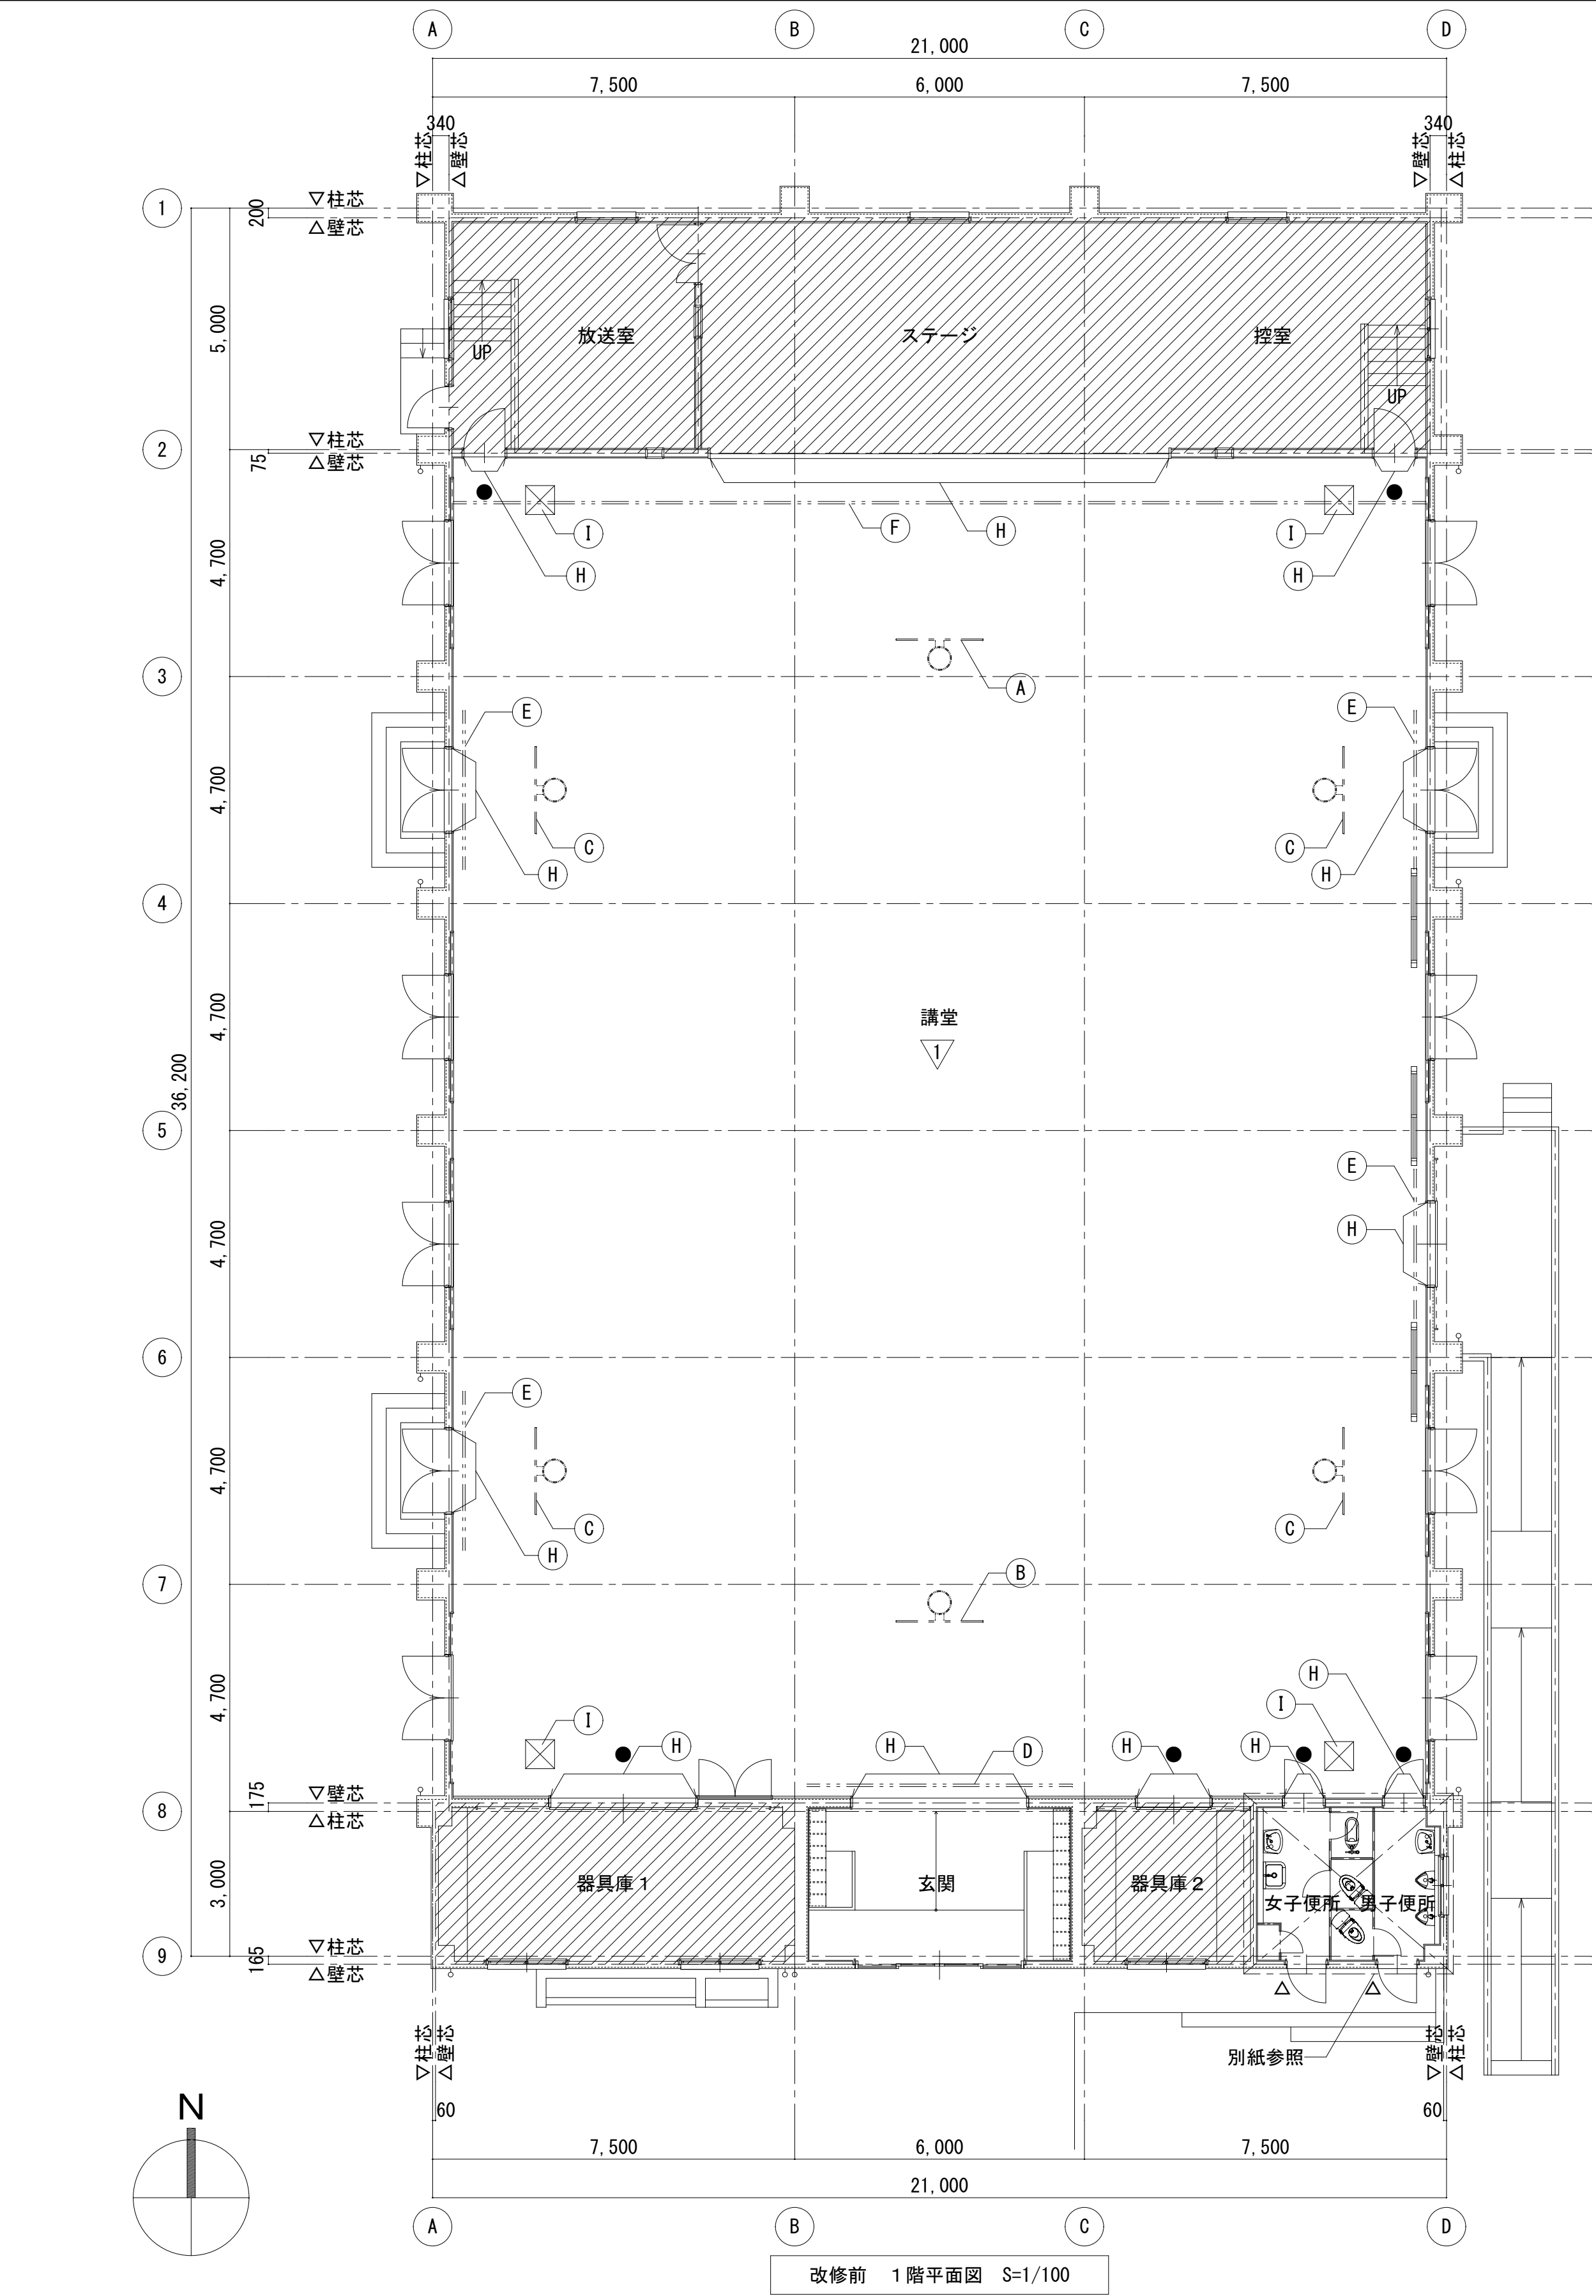 A B C D
21,000
7,500 6,000 7,500
340 340
▽柱芯 △壁芯 ▽壁芯 △柱芯
1 ▽柱芯
200 △壁芯
5,000 放送室 ステージ 控室
UP UP
2 ▽柱芯
75 △壁芯
I F H I
4,700 H H
3 A
E E
4,700
C C
H H
4
4,700 講堂
1
36,200
5
E
4,700 H
6
E
4,700
C C
H
7 B
4,700 H
I I
H H D H H
175 ▽壁芯
8 △柱芯
3,000 器具庫1 玄関 器具庫2
女子便所 男子便所
9 ▽柱芯
165 △壁芯
△ △
▽柱芯 △壁芯 別紙参照 ▽壁芯 △柱芯
N
60 60
7,500 6,000 7,500
21,000
A B C D
改修前 1階平面図 S=1/100